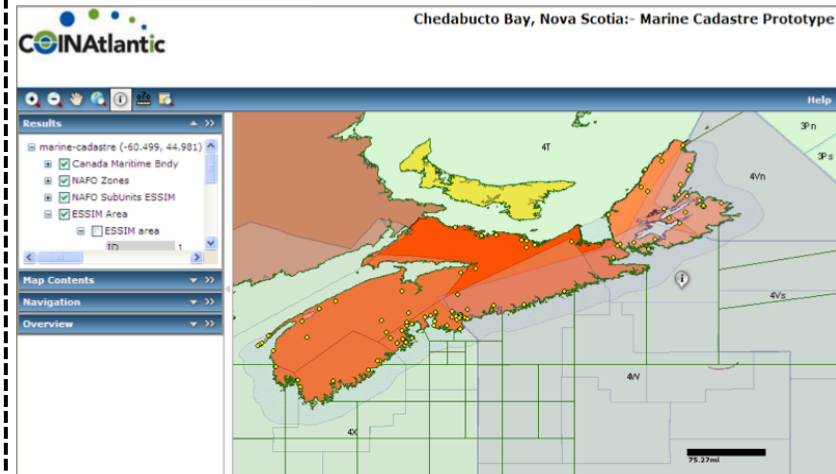 COINAtlantic
Chedabucto Bay, Nova Scotia:- Marine Cadastre Prototype
Help
Results
marine-cadastre (-60.499, 44.981)
Canada Maritime Bndy
NAFO Zones
NAFO SubUnits ESSIM
ESSIM Area
ESSIM area
ID 1
Map Contents
Navigation
Overview
4T
3Pn
3Ps
4Vn
4Vs
4W
4X
75.27mi